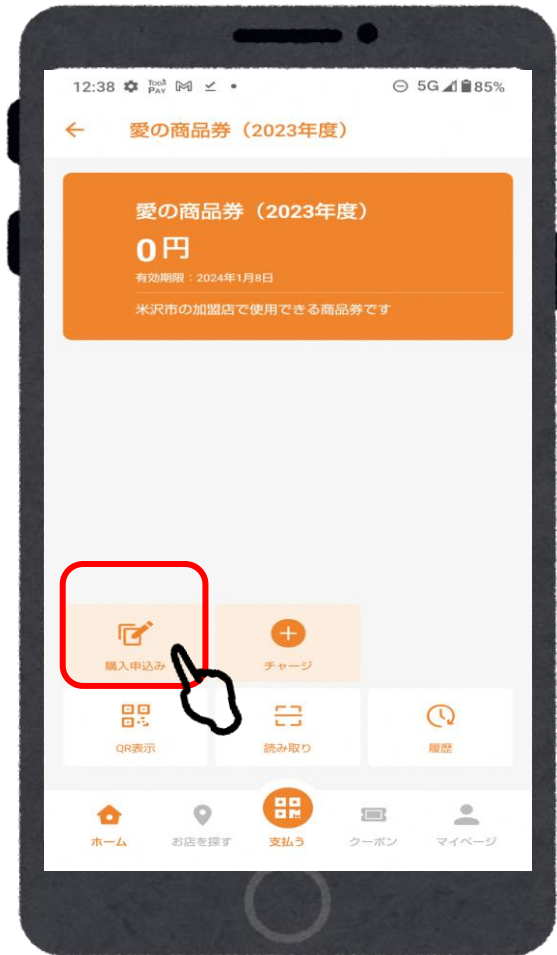 12:38 TooX PAY 5G 85%
愛の商品券（2023年度）
愛の商品券（2023年度）
0円
有効期限：2024年1月8日
米沢市の加盟店で使用できる商品券です
購入申込み チャージ
QR表示 読み取り 履歴
ホーム お店を探す 支払う クーポン マイページ